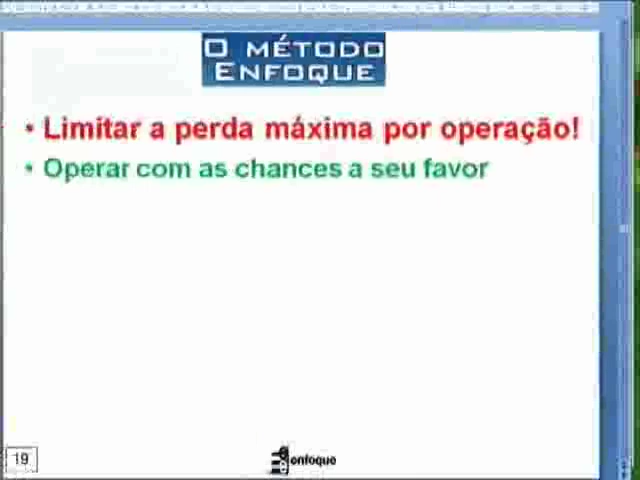 O MÉTODO
ENFOQUE
• Limitar a perda máxima por operação!
• Operar com as chances a seu favor
19
enfoque